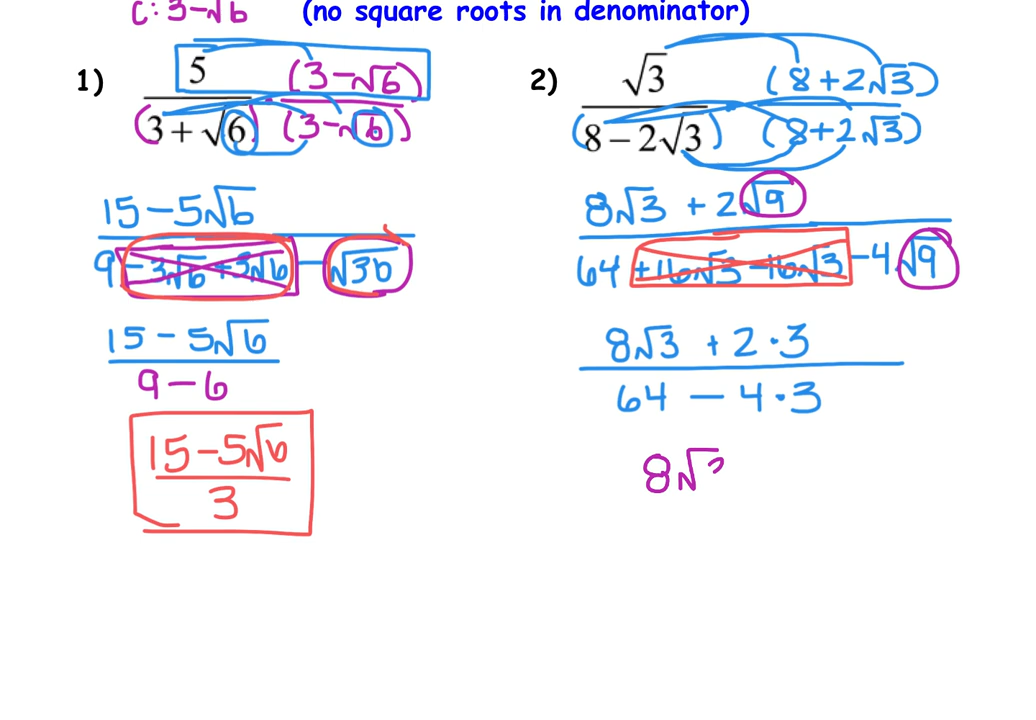 C: 3-√6 (no square roots in denominator)
1) 5 (3-√6)
(3+√6) (3-√6)
15-5√6
9 -3√6 +3√6 -√36
15 - 5√6
9-6
15-5√6
3
2) √3 (8+2√3)
(8-2√3) (8+2√3)
8√3 + 2√9
64 +16√3 -16√3 -4√9
8√3 + 2·3
64 - 4·3
8√3